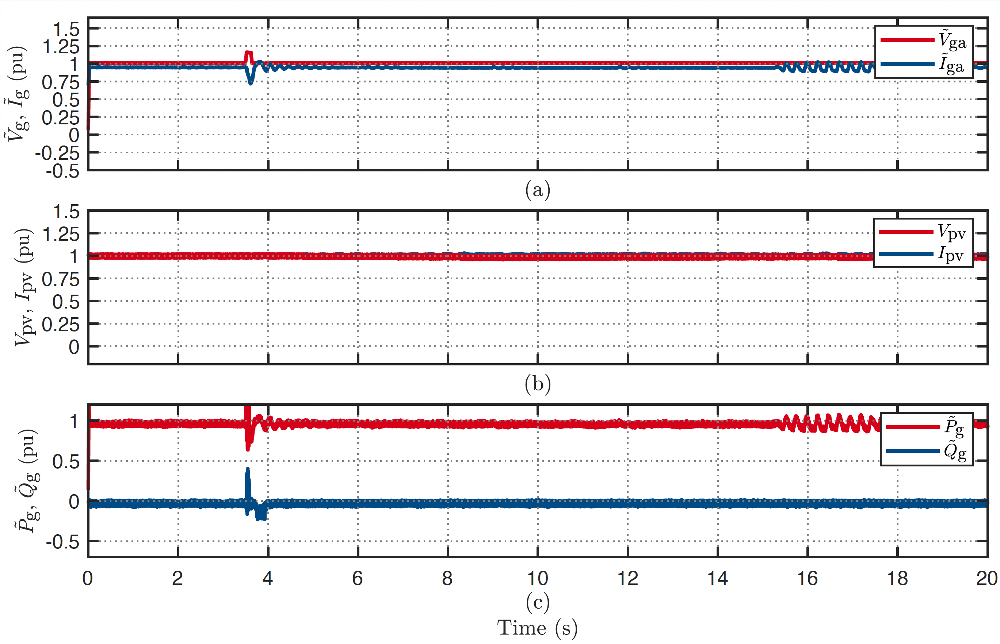 Ṽg, Ĩg (pu)
1.5
1.25
1
0.75
0.5
0.25
0
-0.25
-0.5
Ṽga
Ĩga
(a)
Vpv, Ipv (pu)
1.5
1.25
1
0.75
0.5
0.25
0
Vpv
Ipv
(b)
P̃g, Q̃g (pu)
1
0.5
0
-0.5
P̃g
Q̃g
0 2 4 6 8 10 12 14 16 18 20
(c)
Time (s)